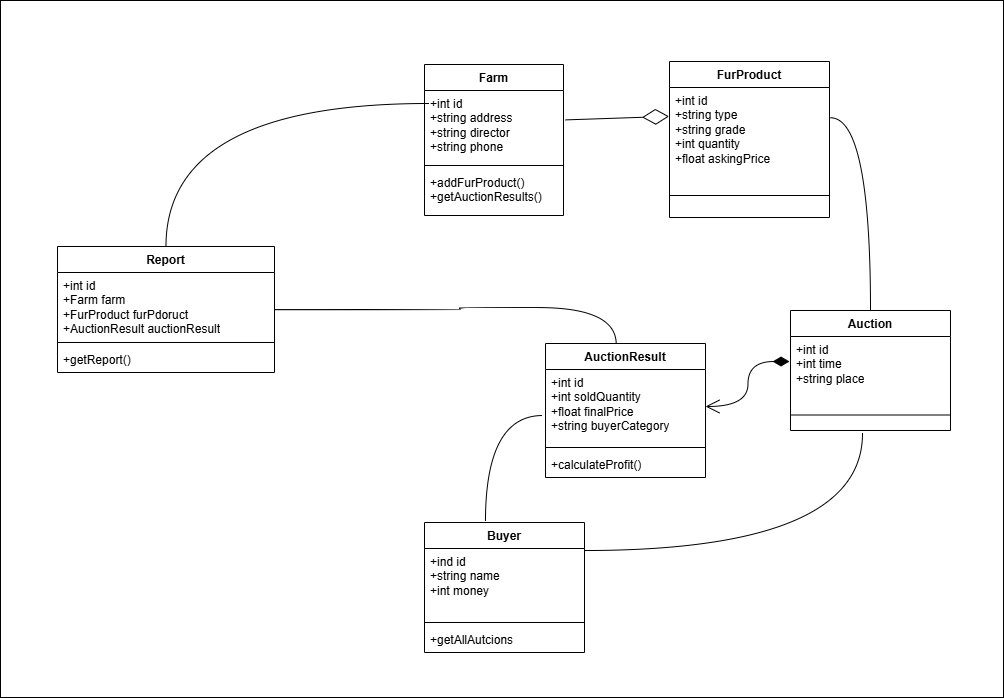 Farm
+int id
+string address
+string director
+string phone
+addFurProduct()
+getAuctionResults()
FurProduct
+int id
+string type
+string grade
+int quantity
+float askingPrice
Report
+int id
+Farm farm
+FurProduct furPdoruct
+AuctionResult auctionResult
+getReport()
AuctionResult
+int id
+int soldQuantity
+float finalPrice
+string buyerCategory
+calculateProfit()
Auction
+int id
+int time
+string place
Buyer
+ind id
+string name
+int money
+getAllAutcions